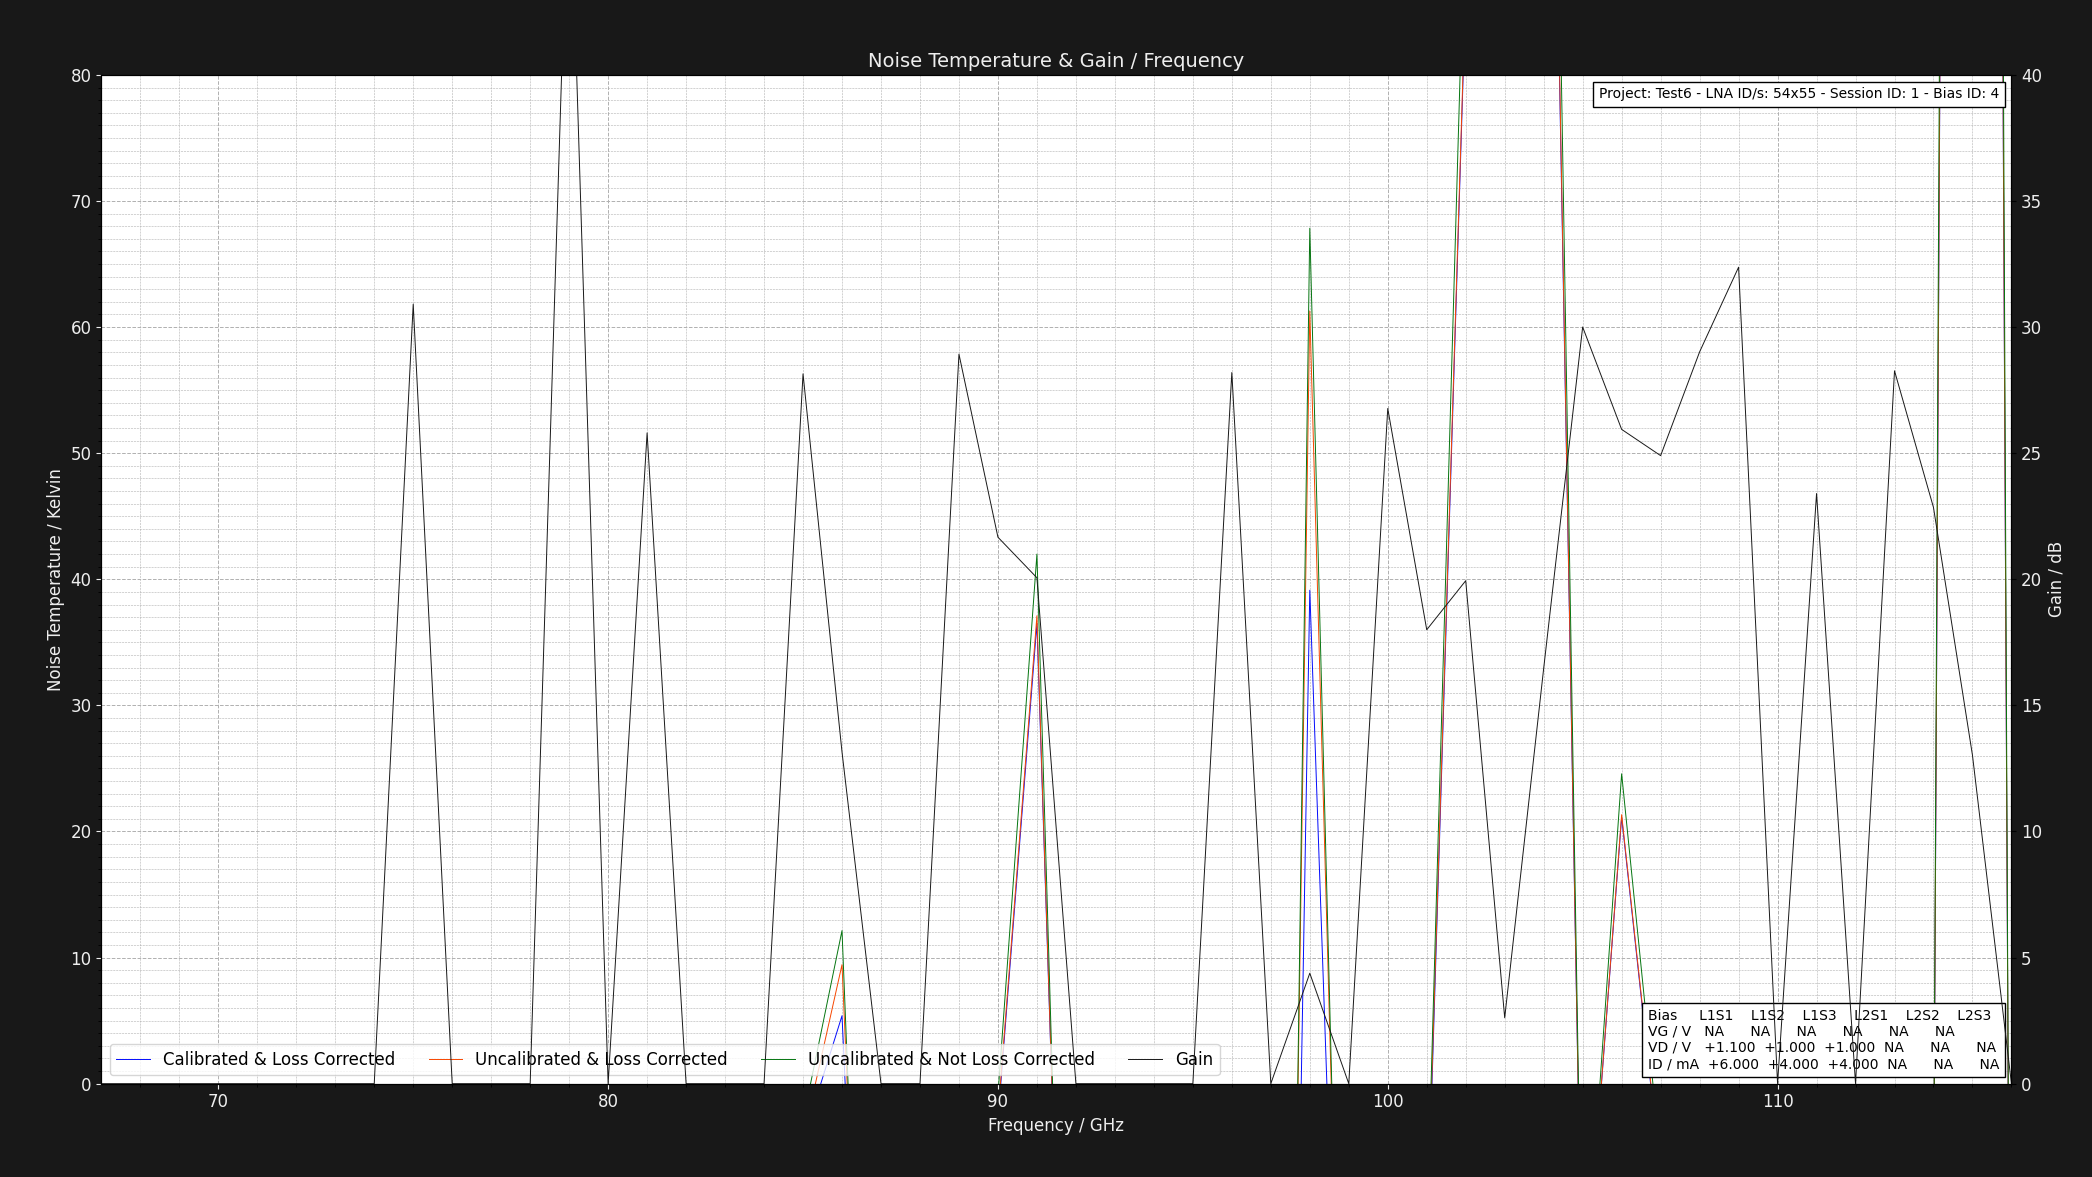 Noise Temperature & Gain / Frequency
80
70
60
50
40
30
20
10
0
Noise Temperature / Kelvin
40
35
30
25
20
15
10
5
0
Gain / dB
Project: Test6 - LNA ID/s: 54x55 - Session ID: 1 - Bias ID: 4
Bias L1S1 L1S2 L1S3 L2S1 L2S2 L2S3
VG / V NA NA NA NA NA NA
VD / V +1.100 +1.000 +1.000 NA NA NA
ID / mA +6.000 +4.000 +4.000 NA NA NA
Calibrated & Loss Corrected Uncalibrated & Loss Corrected Uncalibrated & Not Loss Corrected Gain
70 80 90 100 110
Frequency / GHz